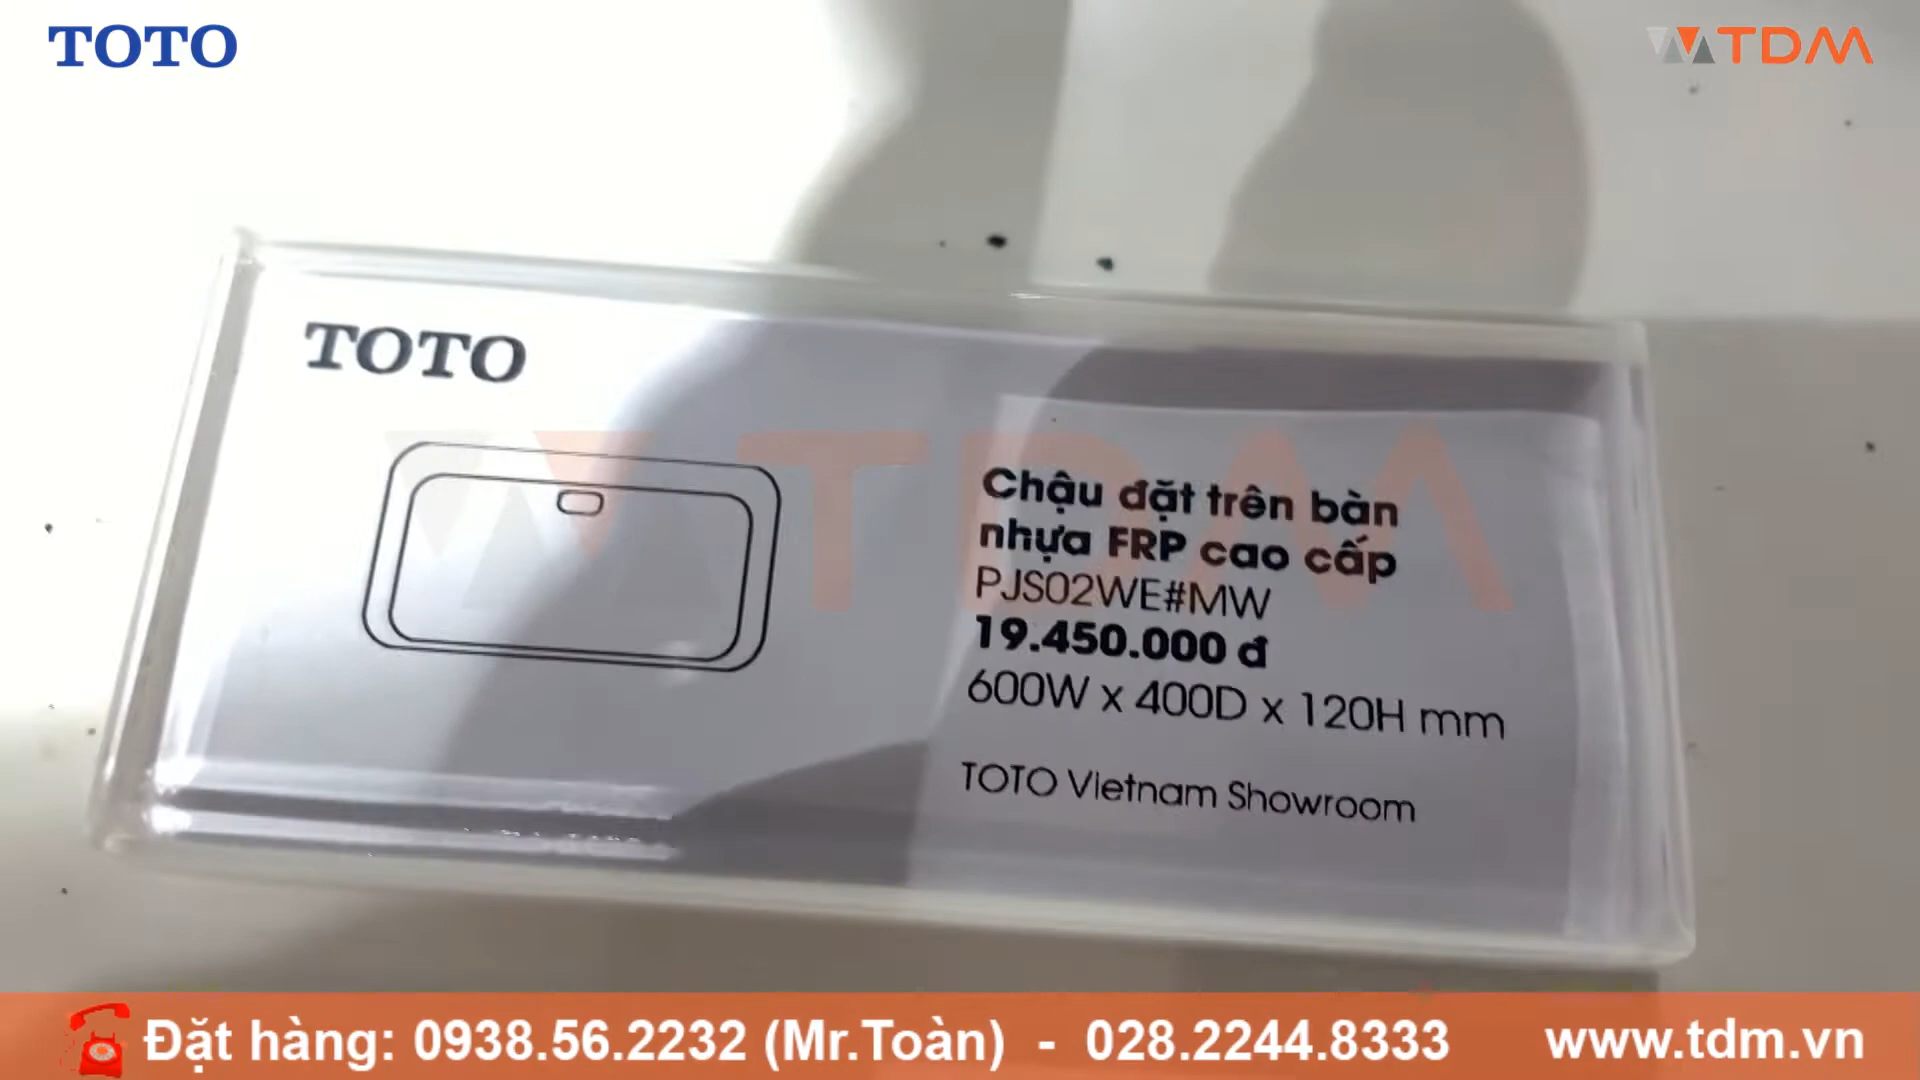 TOTO
TDM
TOTO
TDM
Chậu đặt trên bàn
nhựa FRP cao cấp
PJS02WE#MW
19.450.000 đ
600W x 400D x 120H mm
TOTO Vietnam Showroom
Đặt hàng: 0938.56.2232 (Mr.Toàn) - 028.2244.8333 www.tdm.vn